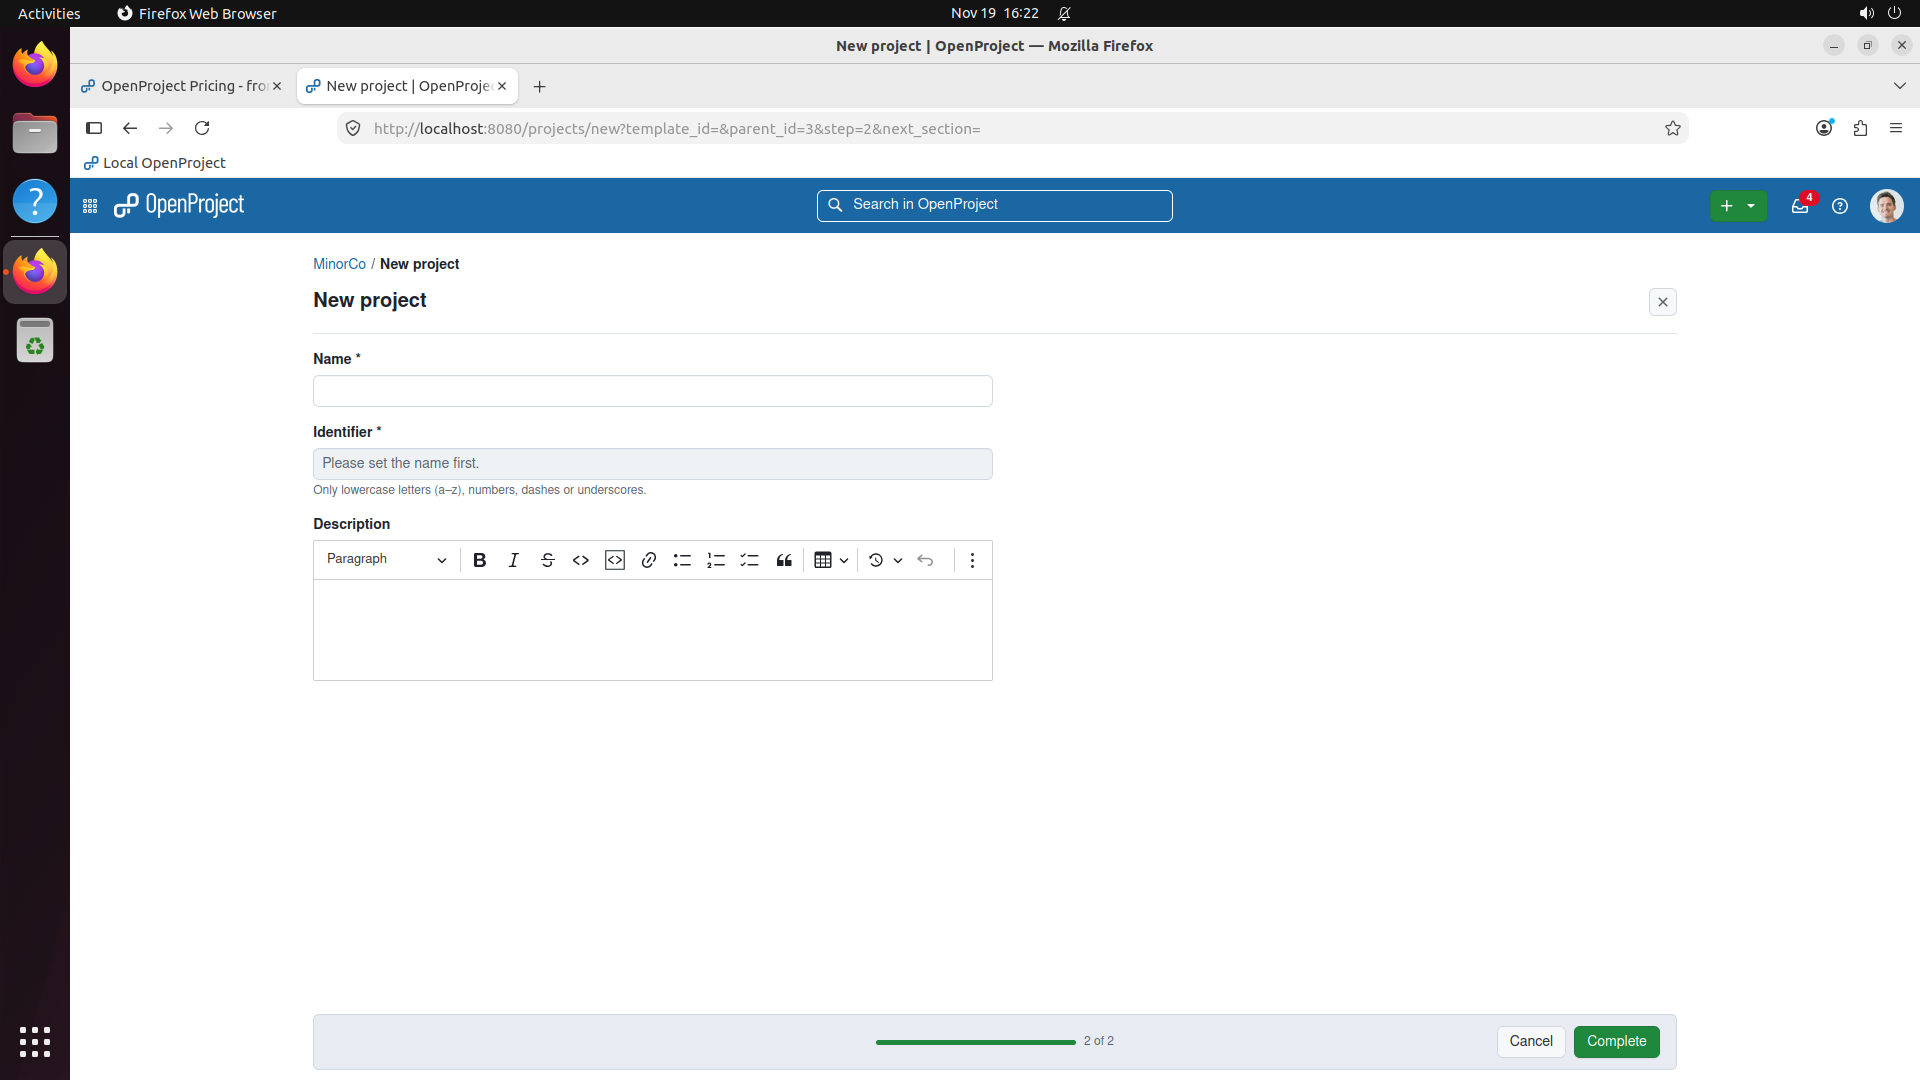 Activities
Firefox Web Browser
Nov 19 16:22
New project | OpenProject — Mozilla Firefox
OpenProject Pricing - fro
New project | OpenProje
http://localhost:8080/projects/new?template_id=&parent_id=3&step=2&next_section=
Local OpenProject
OpenProject
Search in OpenProject
4
MinorCo / New project
New project
Name *
Identifier *
Please set the name first.
Only lowercase letters (a–z), numbers, dashes or underscores.
Description
Paragraph
2 of 2
Cancel
Complete